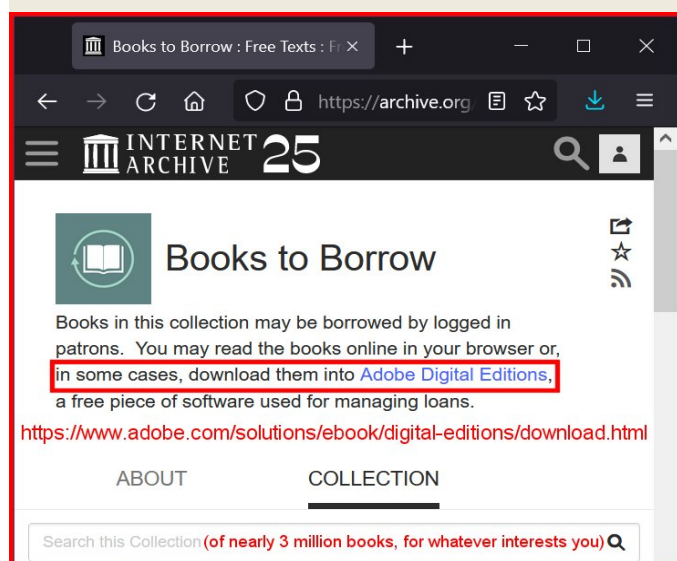 Books to Borrow : Free Texts : Fr
https://archive.org
INTERNET
ARCHIVE
25
Books to Borrow
Books in this collection may be borrowed by logged in
patrons. You may read the books online in your browser or,
in some cases, download them into Adobe Digital Editions,
a free piece of software used for managing loans.
https://www.adobe.com/solutions/ebook/digital-editions/download.html
ABOUT COLLECTION
Search this Collection (of nearly 3 million books, for whatever interests you)